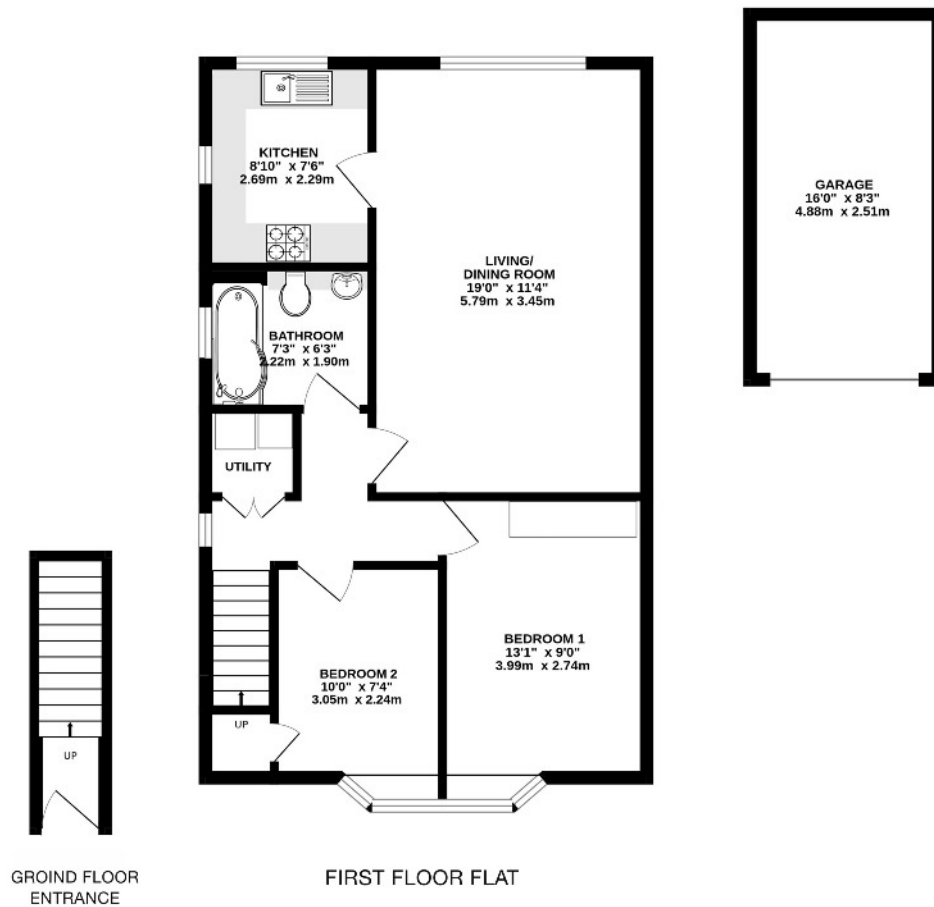 KITCHEN
8'10" x 7'6"
2.69m x 2.29m
GARAGE
16'0" x 8'3"
4.88m x 2.51m
LIVING/
DINING ROOM
19'0" x 11'4"
5.79m x 3.45m
BATHROOM
7'3" x 6'3"
2.22m x 1.90m
UTILITY
BEDROOM 1
13'1" x 9'0"
3.99m x 2.74m
BEDROOM 2
10'0" x 7'4"
3.05m x 2.24m
UP
UP
GROIND FLOOR
ENTRANCE
FIRST FLOOR FLAT